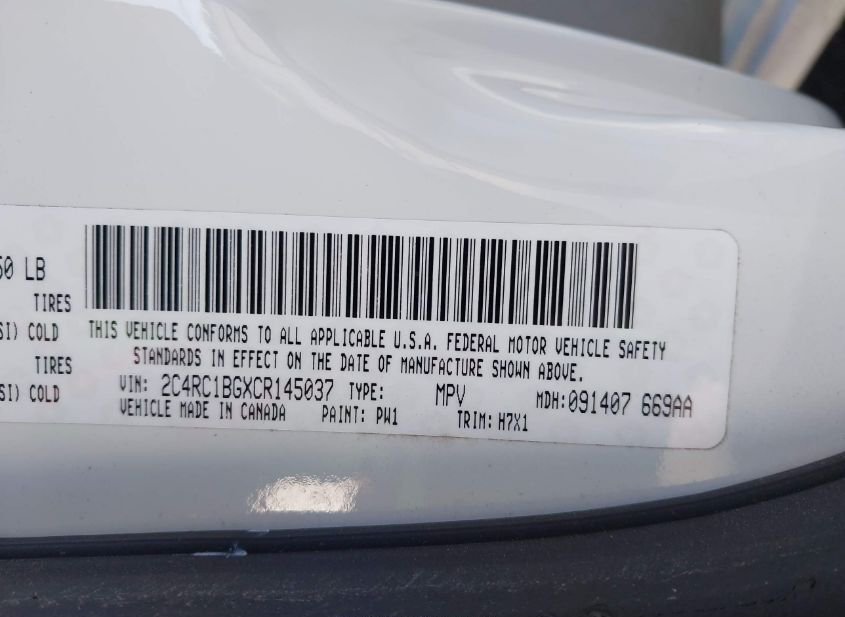 50 LB
TIRES
SI) COLD
TIRES
SI) COLD
THIS VEHICLE CONFORMS TO ALL APPLICABLE U.S.A. FEDERAL MOTOR VEHICLE SAFETY
STANDARDS IN EFFECT ON THE DATE OF MANUFACTURE SHOWN ABOVE.
VIN: 2C4RC1BGXCR145037 TYPE: MPV MDH:091407 669AA
VEHICLE MADE IN CANADA PAINT: PW1 TRIM: H7X1